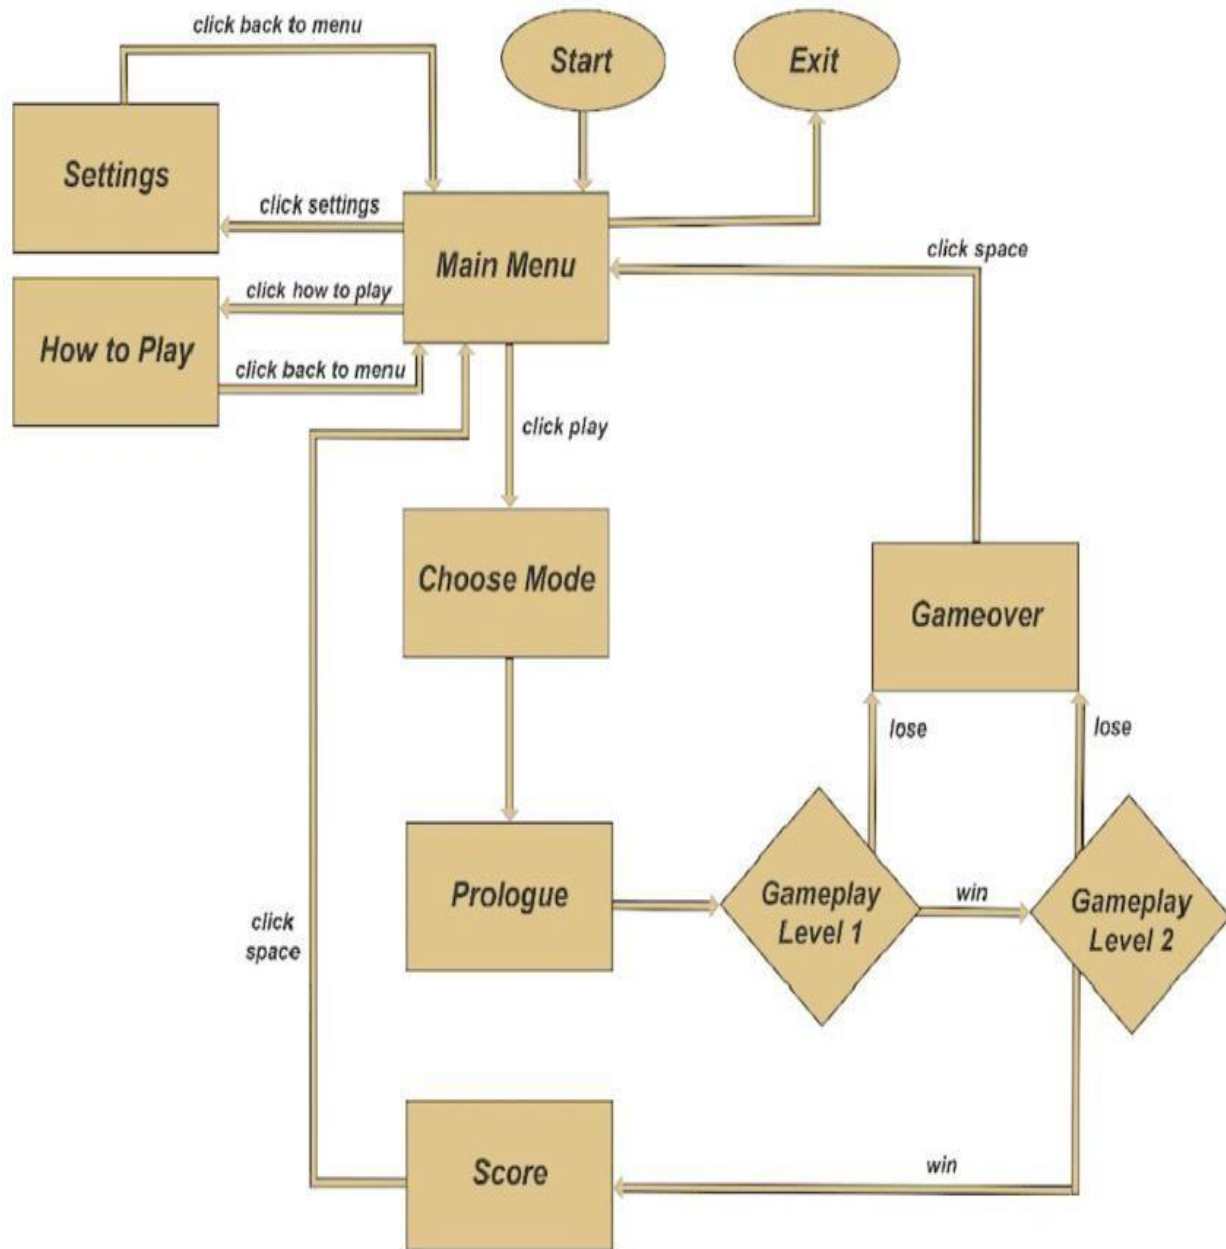 click back to menu
Start
Exit
Settings
click settings
Main Menu
click space
click how to play
How to Play
click back to menu
click play
Choose Mode
Gameover
lose
lose
Prologue
Gameplay
Level 1
win
Gameplay
Level 2
click
space
Score
win